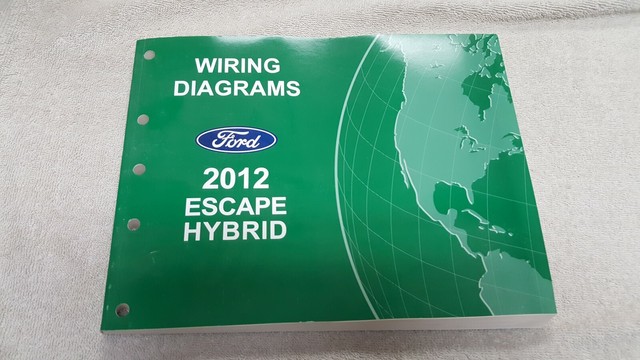 WIRING
DIAGRAMS
Ford
2012
ESCAPE
HYBRID